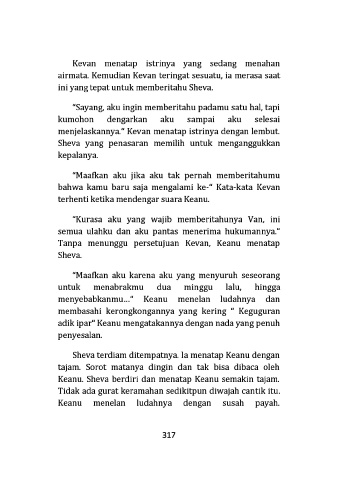 Kevan menatap istrinya yang sedang menahan
airmata. Kemudian Kevan teringat sesuatu, ia merasa saat
ini yang tepat untuk memberitahu Sheva.
"Sayang, aku ingin memberitahu padamu satu hal, tapi
kumohon dengarkan aku sampai aku selesai
menjelaskannya." Kevan menatap istrinya dengan lembut.
Sheva yang penasaran memilih untuk menganggukkan
kepalanya.
"Maafkan aku jika aku tak pernah memberitahumu
bahwa kamu baru saja mengalami ke-" Kata-kata Kevan
terhenti ketika mendengar suara Keanu.
"Kurasa aku yang wajib memberitahunya Van, ini
semua ulahku dan aku pantas menerima hukumannya."
Tanpa menunggu persetujuan Kevan, Keanu menatap
Sheva.
"Maafkan aku karena aku yang menyuruh seseorang
untuk menabrakmu dua minggu lalu, hingga
menyebabkanmu..." Keanu menelan ludahnya dan
membasahi kerongkongannya yang kering " Keguguran
adik ipar" Keanu mengatakannya dengan nada yang penuh
penyesalan.
Sheva terdiam ditempatnya. Ia menatap Keanu dengan
tajam. Sorot matanya dingin dan tak bisa dibaca oleh
Keanu. Sheva berdiri dan menatap Keanu semakin tajam.
Tidak ada gurat keramahan sedikitpun diwajah cantik itu.
Keanu menelan ludahnya dengan susah payah.
317